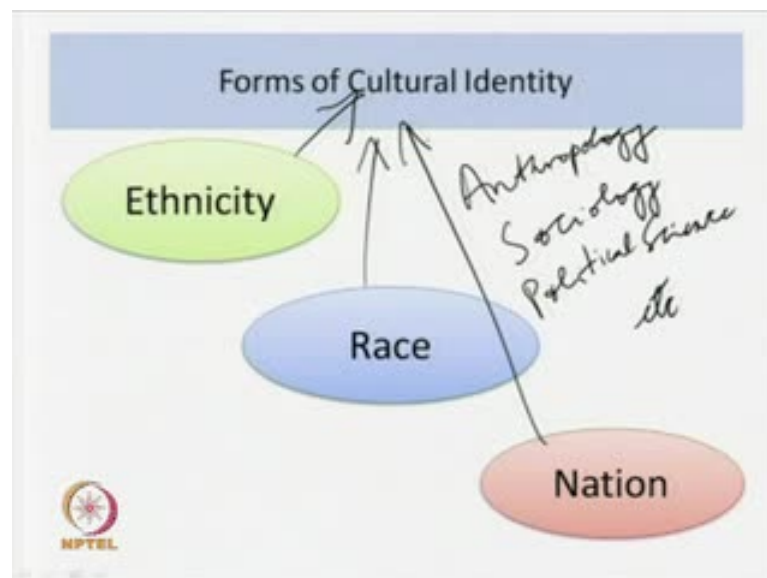 Forms of Cultural Identity
Ethnicity
Anthropology
Sociology
Political Science
etc
Race
Nation
NPTEL